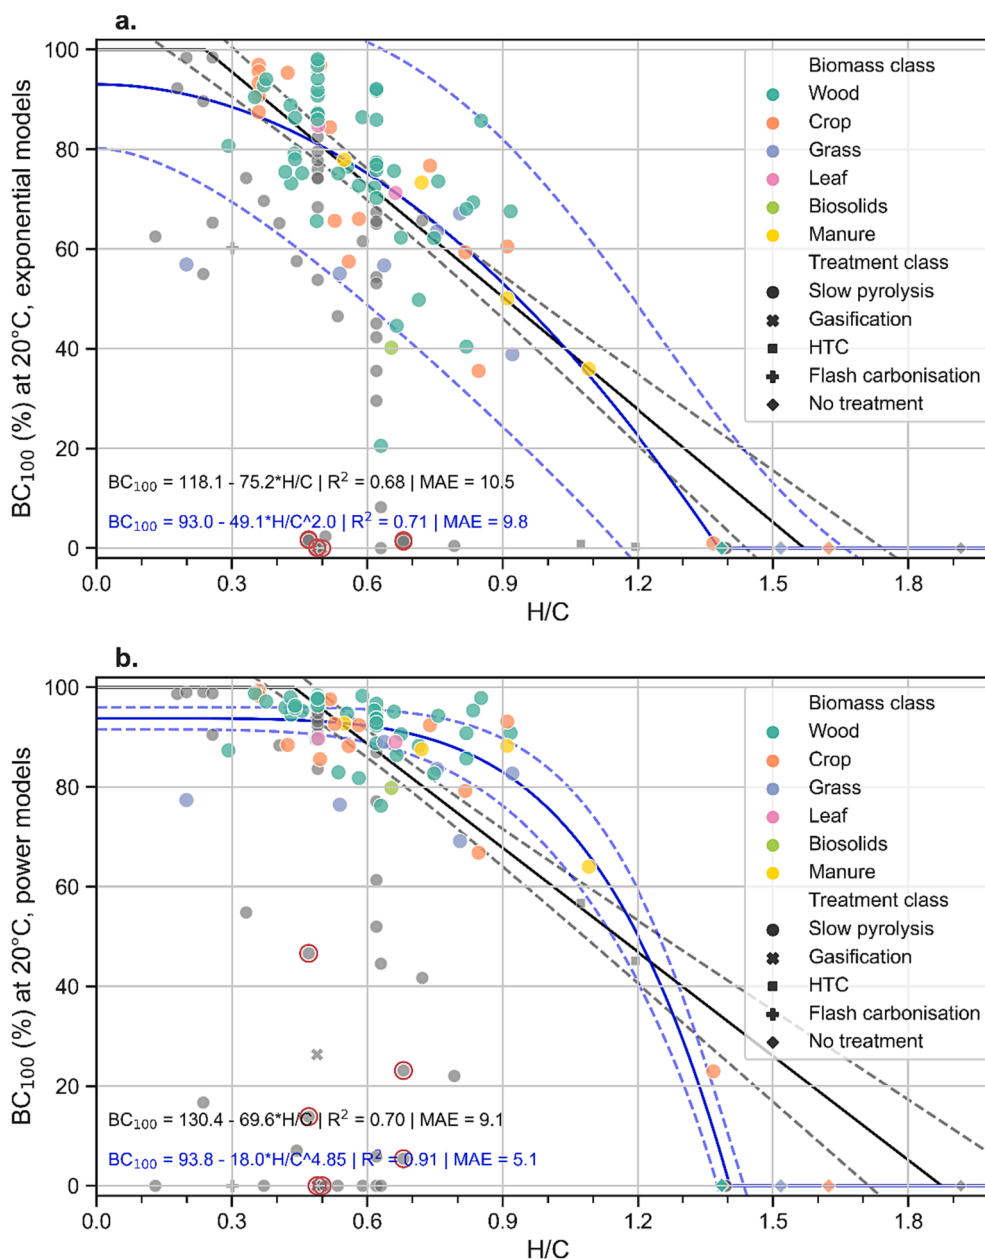 a.
BC₁₀₀ (%) at 20°C, exponential models
100
80
60
40
20
0
0.0
0.3
0.6
0.9
1.2
1.5
1.8
H/C
BC₁₀₀ = 118.1 - 75.2*H/C | R² = 0.68 | MAE = 10.5
BC₁₀₀ = 93.0 - 49.1*H/C^2.0 | R² = 0.71 | MAE = 9.8
Biomass class
Wood
Crop
Grass
Leaf
Biosolids
Manure
Treatment class
Slow pyrolysis
Gasification
HTC
Flash carbonisation
No treatment
b.
BC₁₀₀ (%) at 20°C, power models
100
80
60
40
20
0
0.0
0.3
0.6
0.9
1.2
1.5
1.8
H/C
BC₁₀₀ = 130.4 - 69.6*H/C | R² = 0.70 | MAE = 9.1
BC₁₀₀ = 93.8 - 18.0*H/C^4.85 | R² = 0.91 | MAE = 5.1
Biomass class
Wood
Crop
Grass
Leaf
Biosolids
Manure
Treatment class
Slow pyrolysis
Gasification
HTC
Flash carbonisation
No treatment